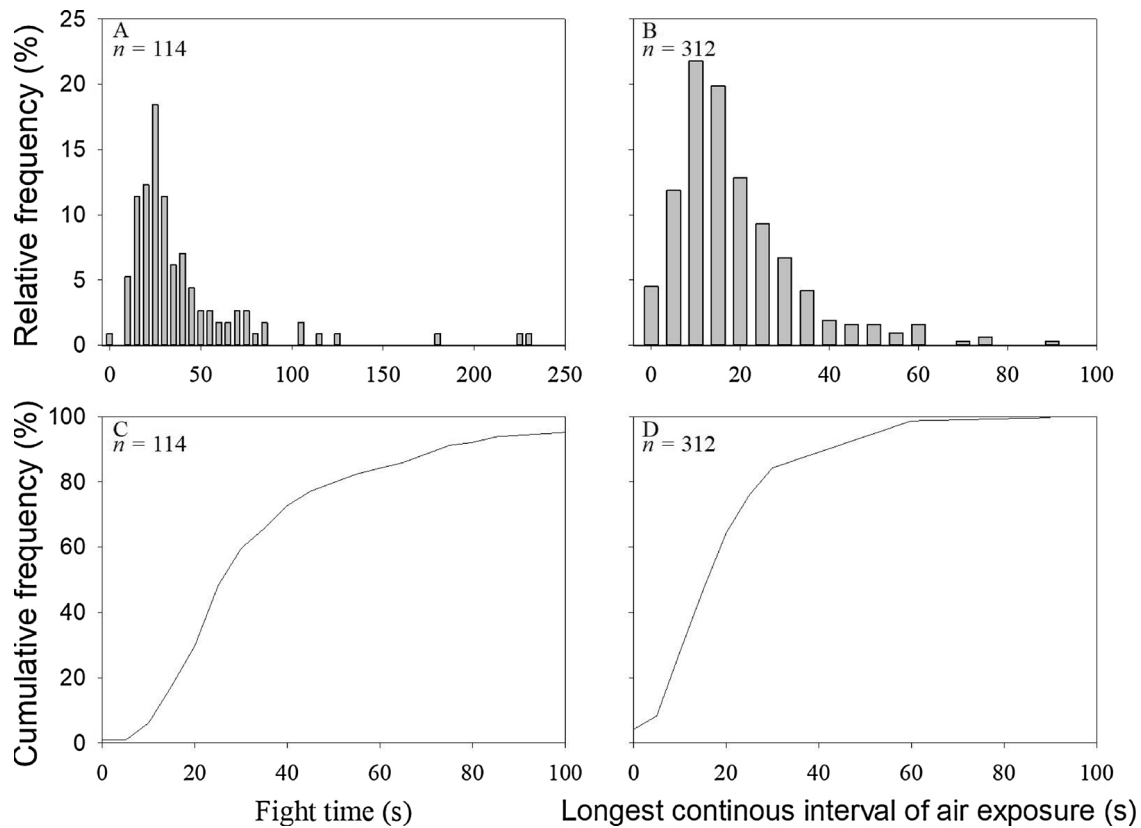 Relative frequency (%)
25
20
15
10
5
0
A
n = 114
0 50 100 150 200 250
B
n = 312
0 20 40 60 80 100
Cumulative frequency (%)
100
80
60
40
20
0
C
n = 114
0 20 40 60 80 100
Fight time (s)
D
n = 312
0 20 40 60 80 100
Longest continous interval of air exposure (s)